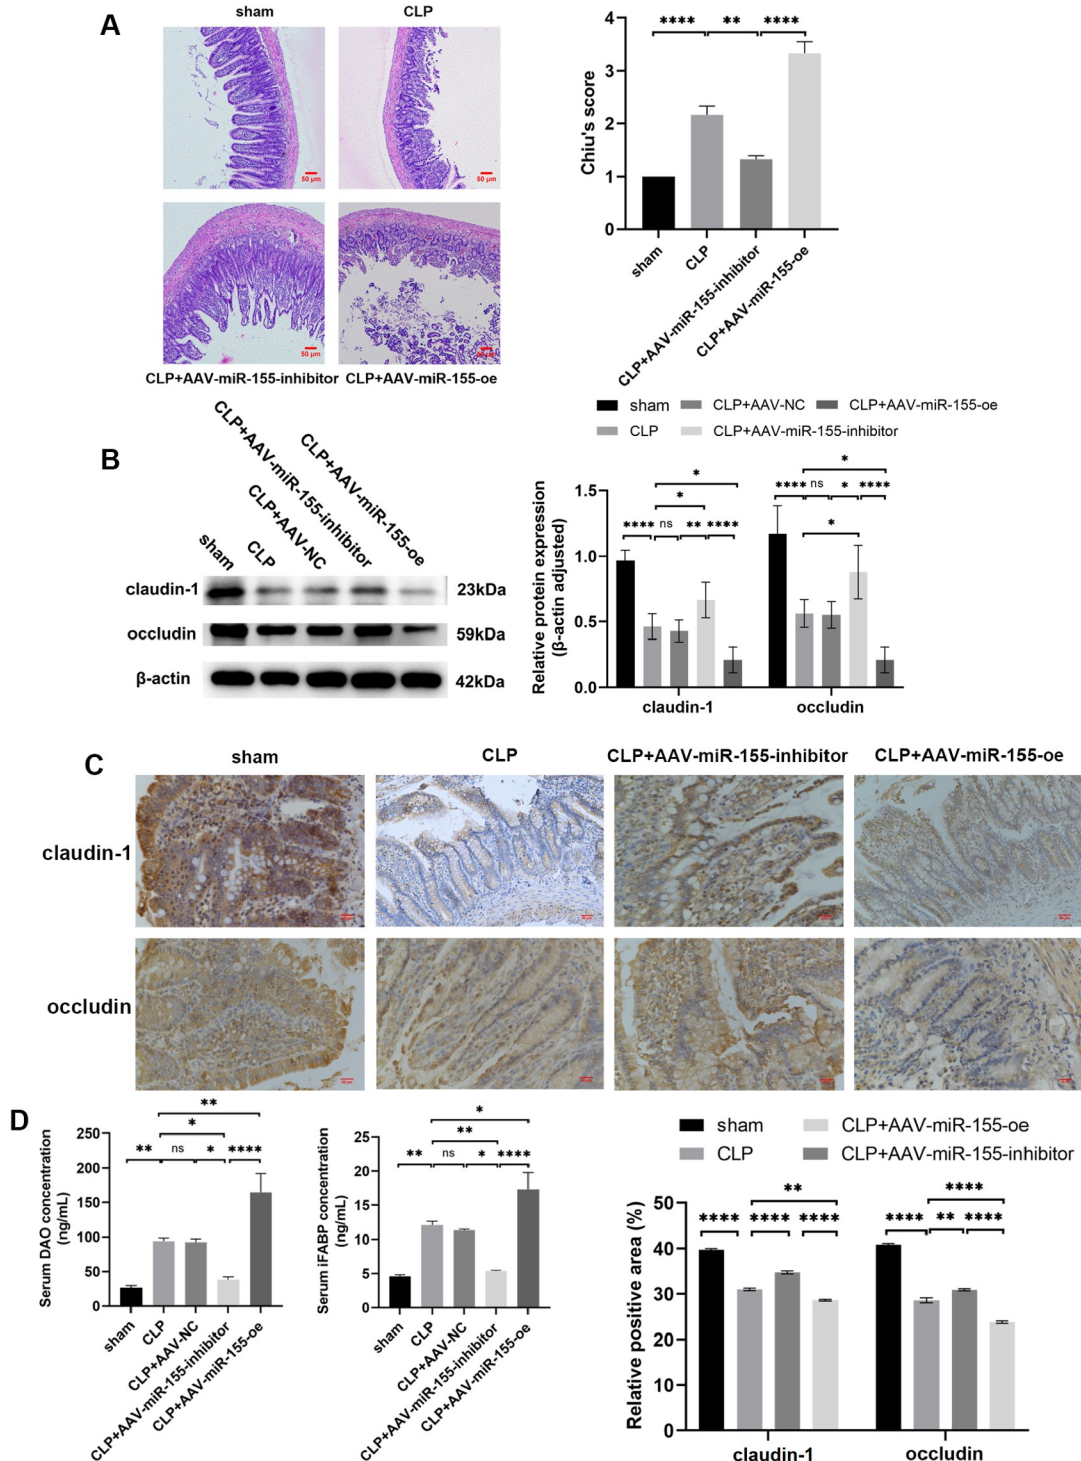 A
sham
CLP
50 μm
50 μm
50 μm
50 μm
CLP+AAV-miR-155-inhibitor
CLP+AAV-miR-155-oe
Chiu's score
4
3
2
1
0
****
**
****
sham
CLP
CLP+AAV-miR-155-inhibitor
CLP+AAV-miR-155-oe
B
sham
CLP
CLP+AAV-NC
CLP+AAV-miR-155-inhibitor
CLP+AAV-miR-155-oe
claudin-1
23kDa
occludin
59kDa
β-actin
42kDa
sham
CLP+AAV-NC
CLP+AAV-miR-155-oe
CLP
CLP+AAV-miR-155-inhibitor
Relative protein expression
(β-actin adjusted)
1.5
1.0
0.5
0.0
*
*
**** ns ** ****
*
**** ns * ****
*
claudin-1
occludin
C
sham
CLP
CLP+AAV-miR-155-inhibitor
CLP+AAV-miR-155-oe
claudin-1
occludin
D
Serum DAO concentration
(ng/mL)
250
200
150
100
50
0
**
*
** ns * ****
sham
CLP
CLP+AAV-NC
CLP+AAV-miR-155-inhibitor
CLP+AAV-miR-155-oe
Serum iFABP concentration
(ng/mL)
25
20
15
10
5
0
*
**
** ns * ****
sham
CLP
CLP+AAV-NC
CLP+AAV-miR-155-inhibitor
CLP+AAV-miR-155-oe
sham
CLP+AAV-miR-155-oe
CLP
CLP+AAV-miR-155-inhibitor
Relative positive area (%)
50
40
30
20
10
0
**
**** **** ****
****
**** ** ****
claudin-1
occludin